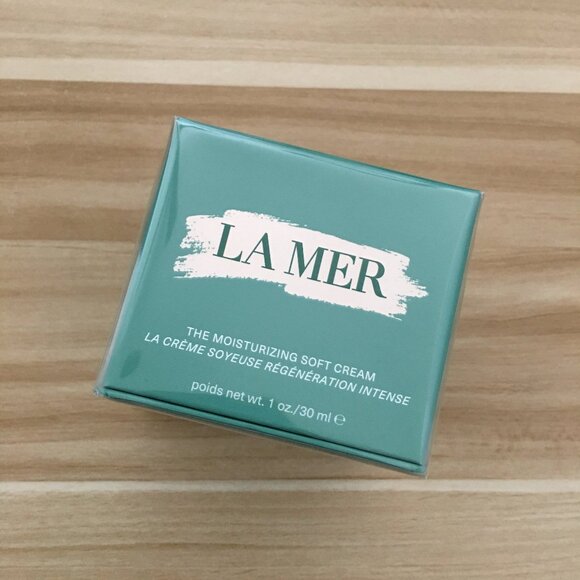 LA MER
THE MOISTURIZING SOFT CREAM
LA CRÈME SOYEUSE RÉGÉNÉRATION INTENSE
poids net wt. 1 oz./30 ml ℮